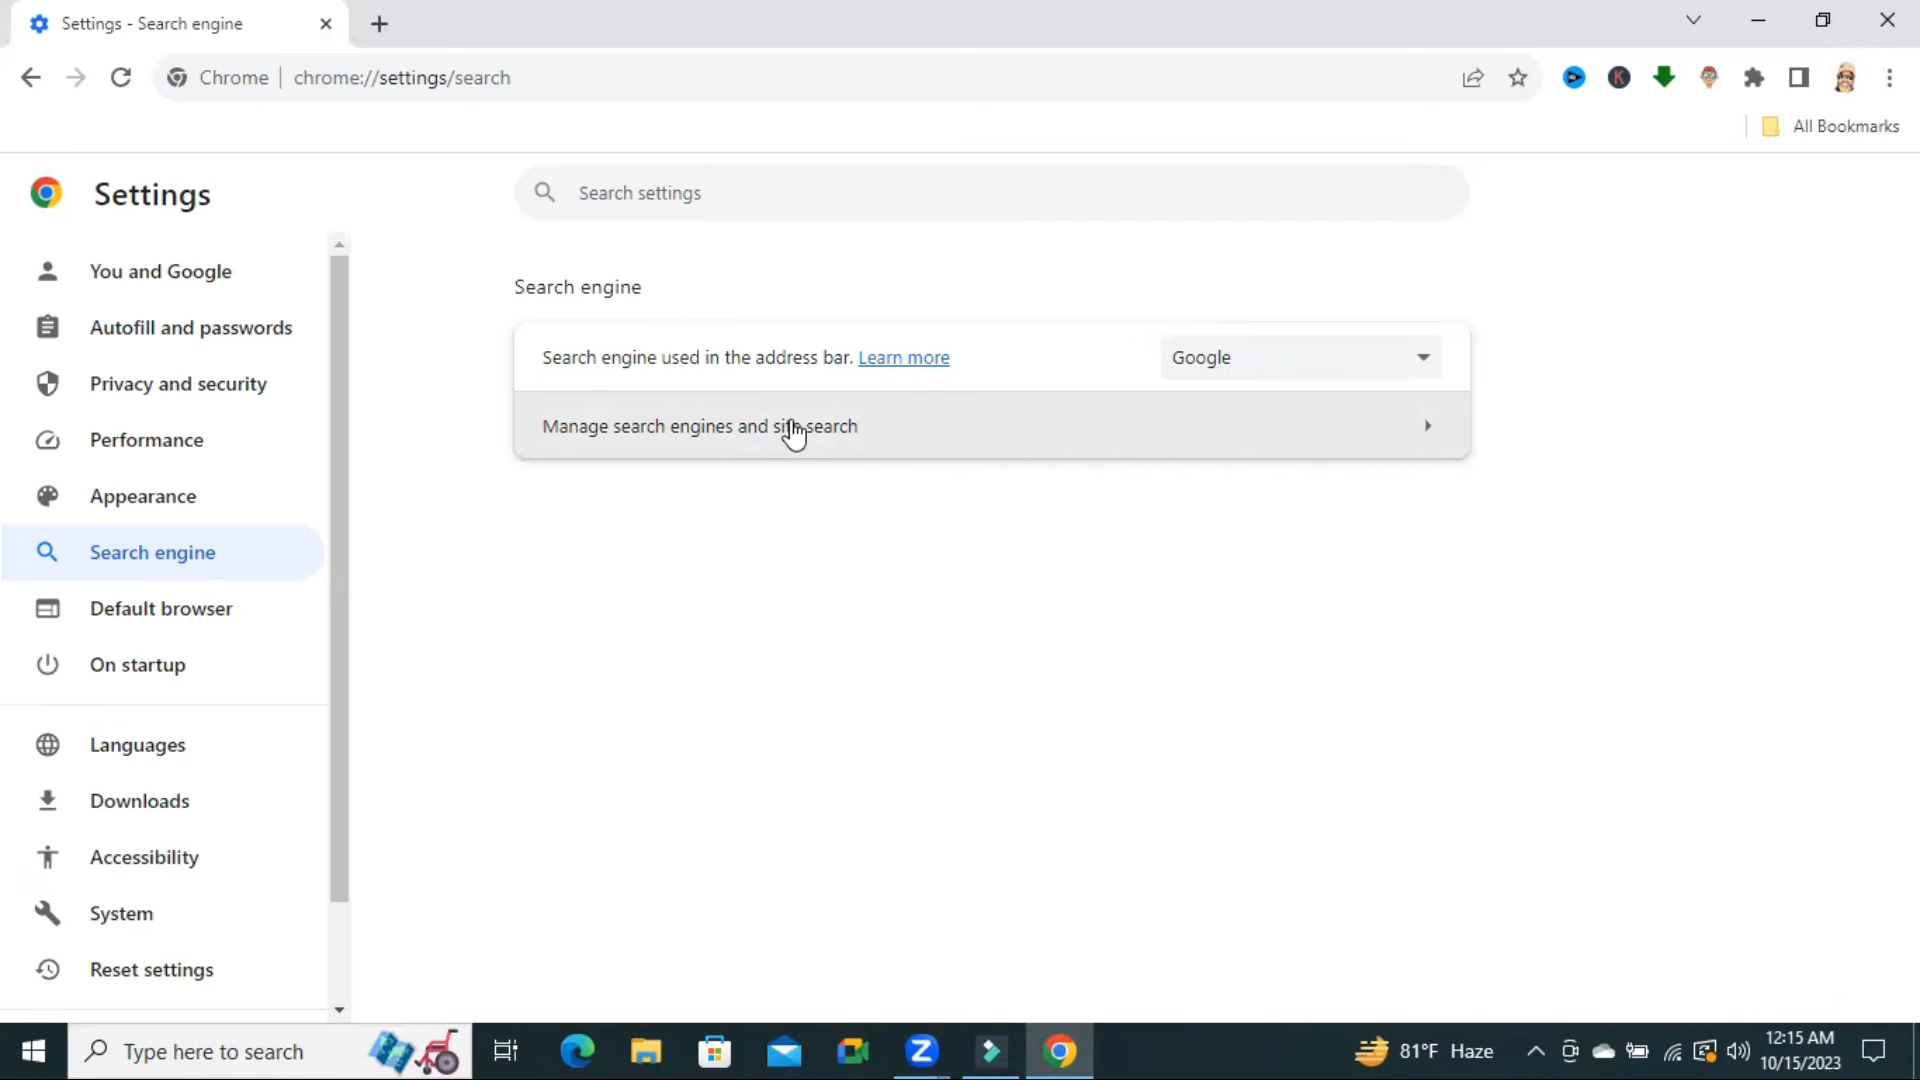 Settings - Search engine
Chrome
chrome://settings/search
All Bookmarks
Settings
Search settings
You and Google
Autofill and passwords
Privacy and security
Performance
Appearance
Search engine
Default browser
On startup
Languages
Downloads
Accessibility
System
Reset settings
Search engine
Search engine used in the address bar. Learn more
Google
Manage search engines and site search
Type here to search
81°F Haze
12:15 AM
10/15/2023